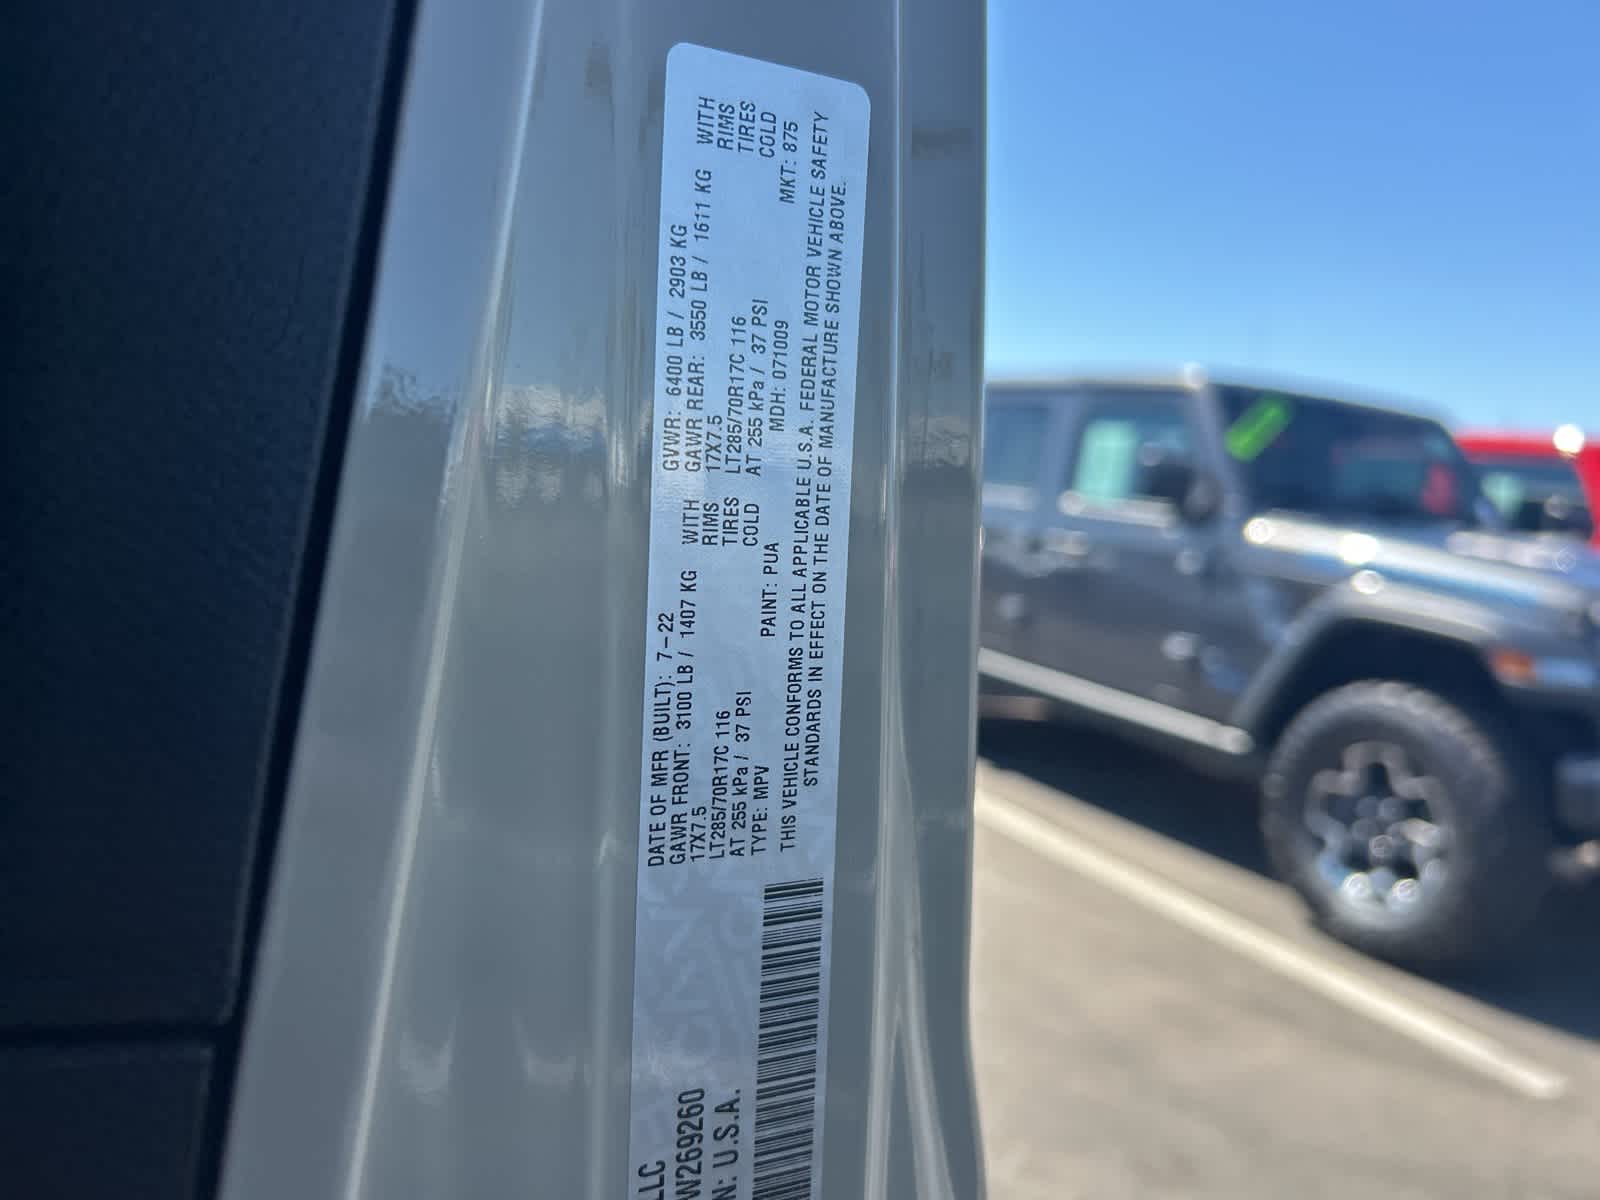 DATE OF MFR (BUILT): 7–22 GVWR: 6400 LB / 2903 KG
GAWR FRONT: 3100 LB / 1407 KG WITH GAWR REAR: 3550 LB / 1611 KG WITH
17X7.5 RIMS 17X7.5 RIMS
LT285/70R17C 116 TIRES LT285/70R17C 116 TIRES
AT 255 kPa / 37 PSI COLD AT 255 kPa / 37 PSI COLD
TYPE: MPV PAINT: PUA MDH: 071009 MKT: 875
THIS VEHICLE CONFORMS TO ALL APPLICABLE U.S.A. FEDERAL MOTOR VEHICLE SAFETY
STANDARDS IN EFFECT ON THE DATE OF MANUFACTURE SHOWN ABOVE.
LLC
W269260
N: U.S.A.